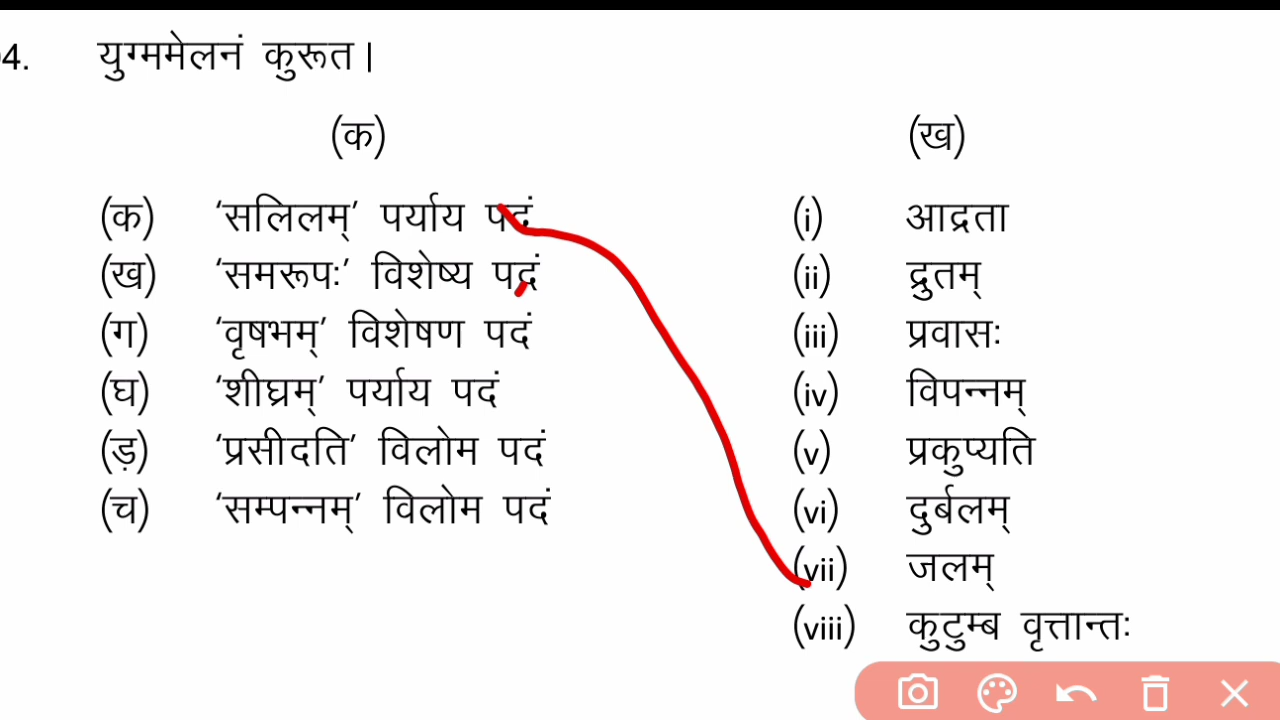 4. युग्ममेलनं कुरूत।
(क) (ख)
(क) 'सलिलम्' पर्याय पदं (i) आद्रता
(ख) 'समरूपः' विशेष्य पदं (ii) द्रुतम्
(ग) 'वृषभम्' विशेषण पदं (iii) प्रवासः
(घ) 'शीघ्रम्' पर्याय पदं (iv) विपन्नम्
(ड़) 'प्रसीदति' विलोम पदं (v) प्रकुप्यति
(च) 'सम्पन्नम्' विलोम पदं (vi) दुर्बलम्
(vii) जलम्
(viii) कुटुम्ब वृत्तान्तः